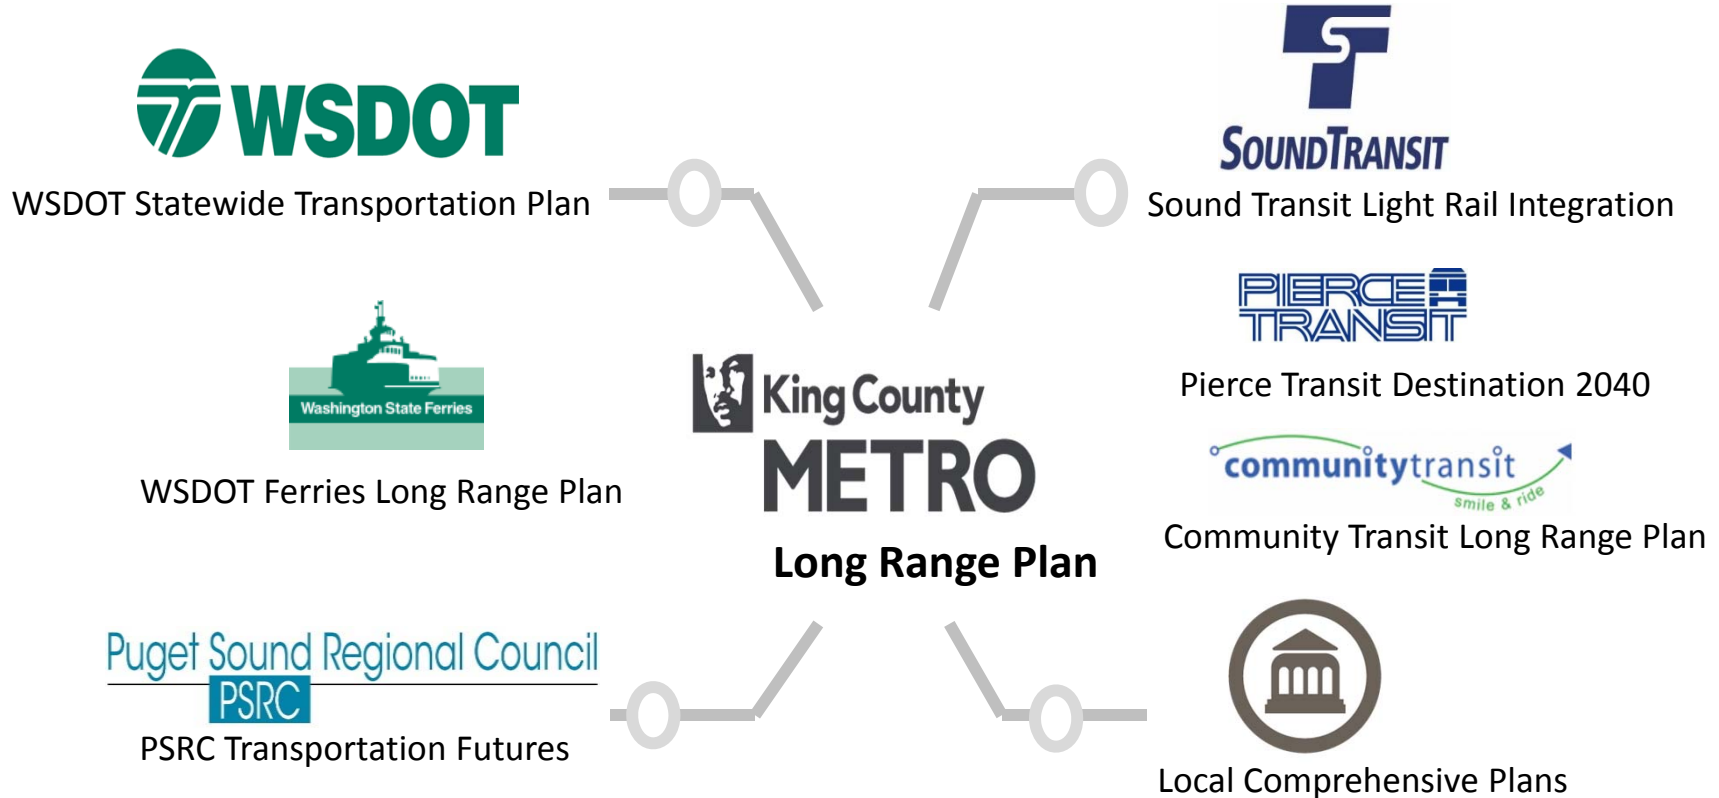 WSDOT
WSDOT Statewide Transportation Plan
Washington State Ferries
WSDOT Ferries Long Range Plan
Puget Sound Regional Council
PSRC
PSRC Transportation Futures
King County
METRO
Long Range Plan
SOUNDTRANSIT
Sound Transit Light Rail Integration
PIERCE
TRANSIT
Pierce Transit Destination 2040
communitytransit
smile & ride
Community Transit Long Range Plan
Local Comprehensive Plans